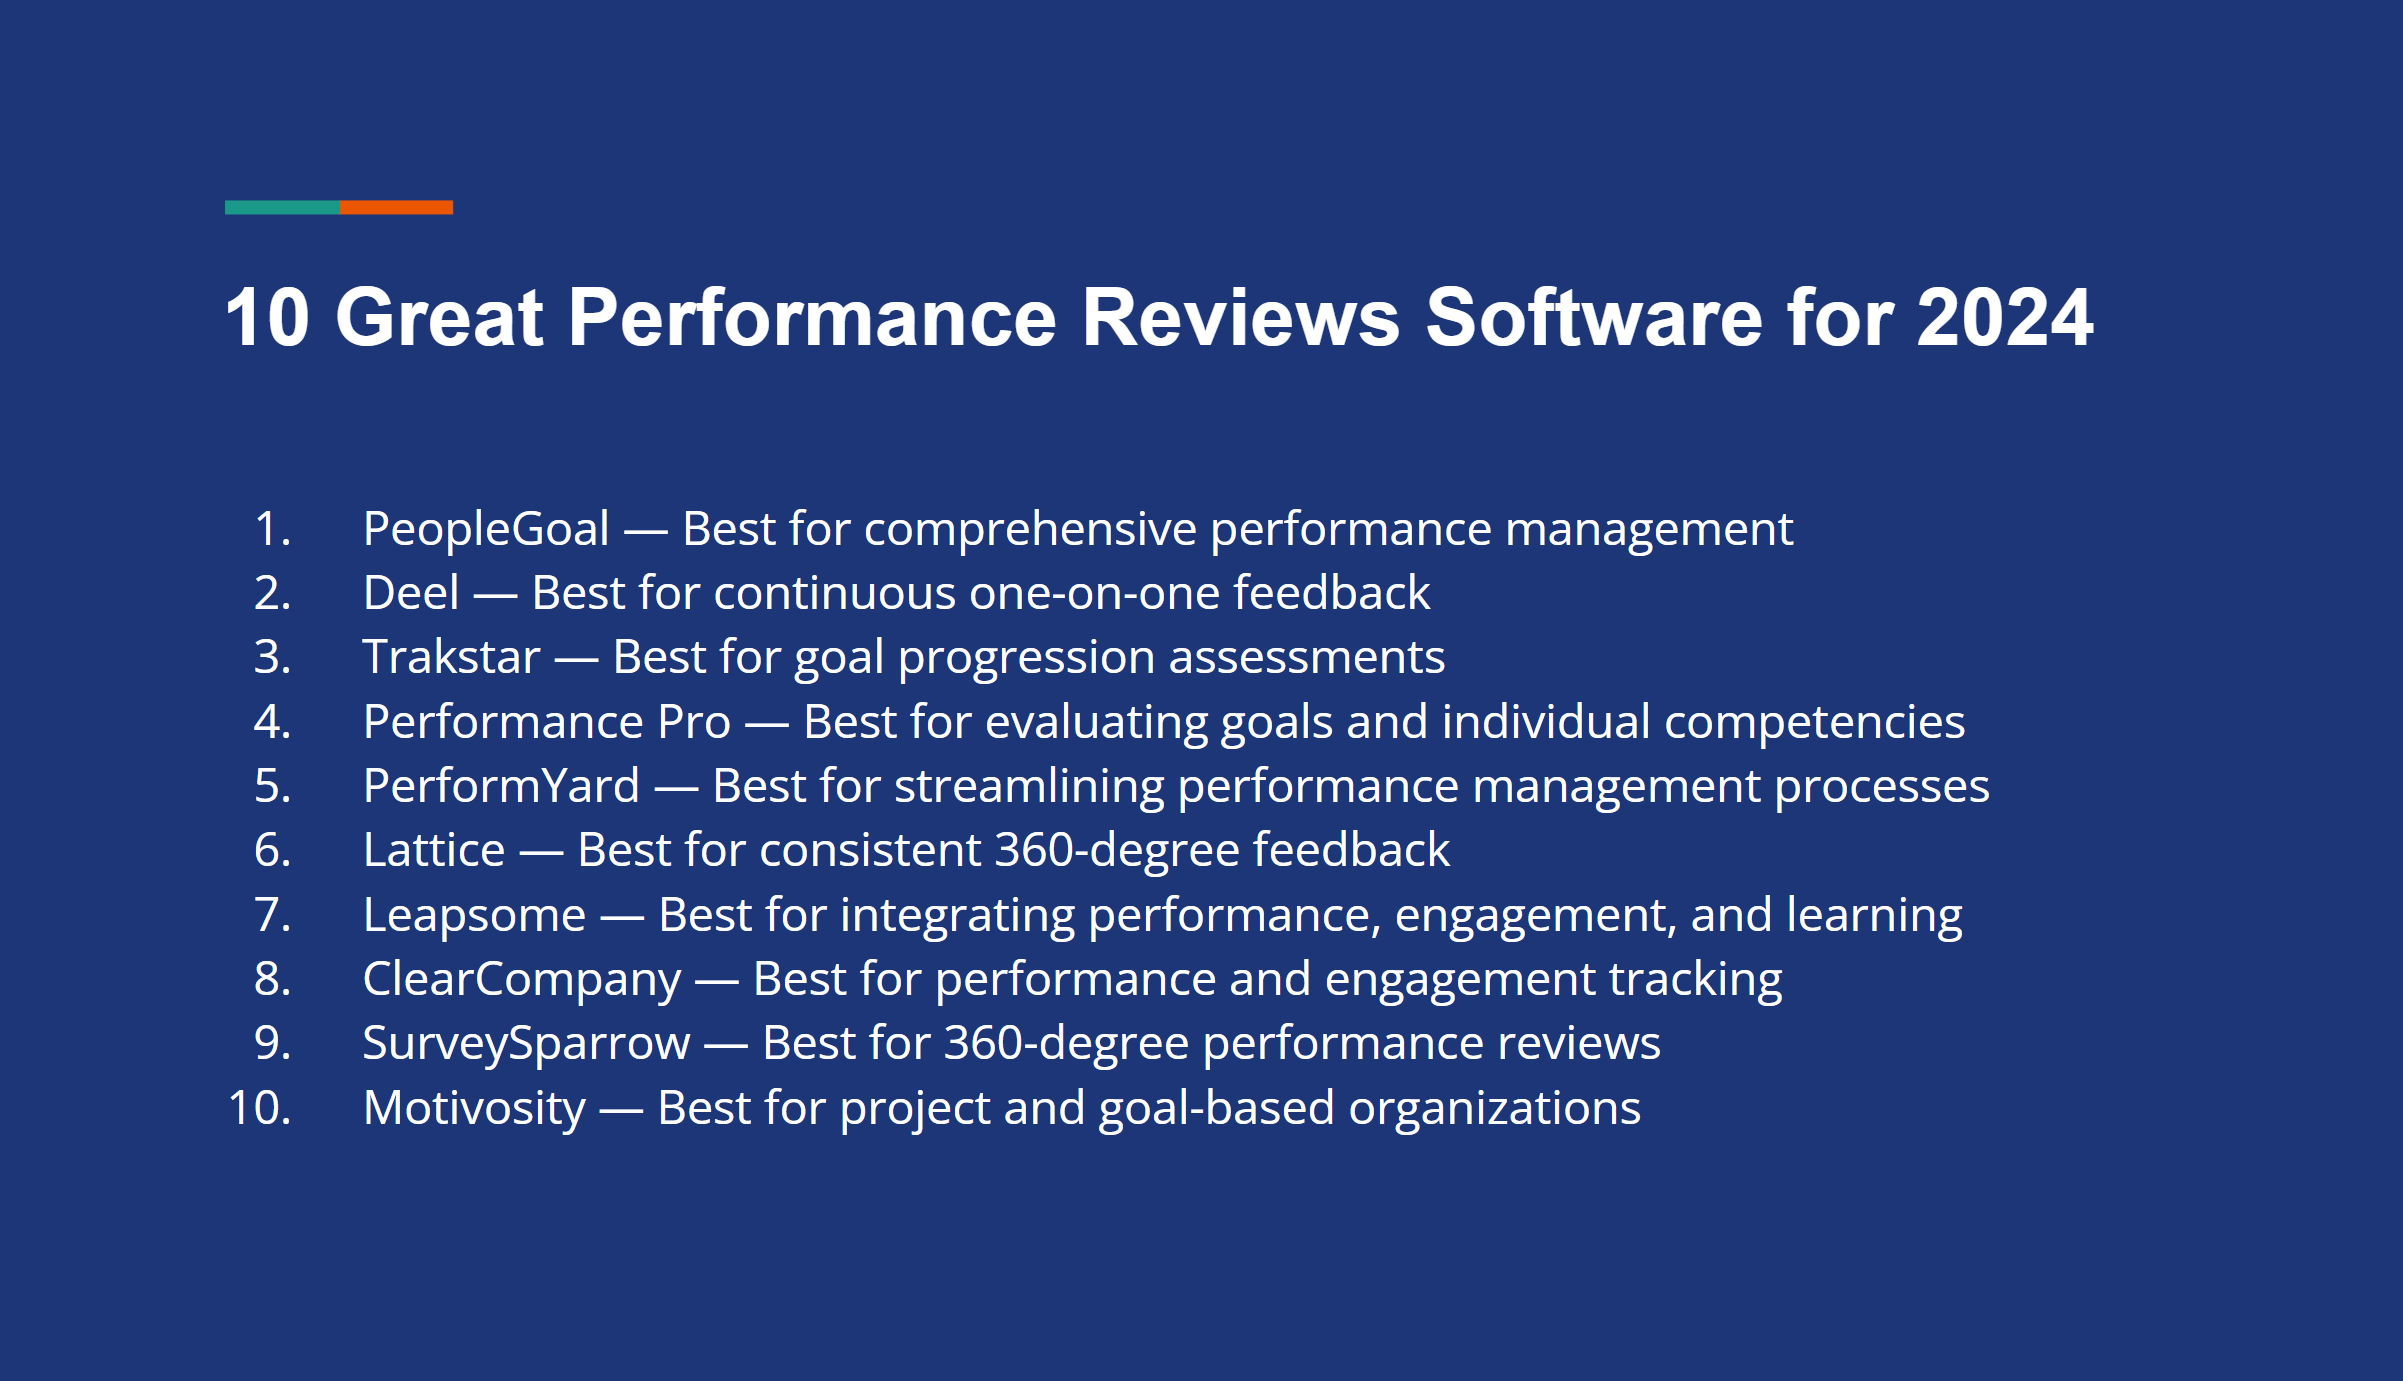 10 Great Performance Reviews Software for 2024
1. PeopleGoal — Best for comprehensive performance management
2. Deel — Best for continuous one-on-one feedback
3. Trakstar — Best for goal progression assessments
4. Performance Pro — Best for evaluating goals and individual competencies
5. PerformYard — Best for streamlining performance management processes
6. Lattice — Best for consistent 360-degree feedback
7. Leapsome — Best for integrating performance, engagement, and learning
8. ClearCompany — Best for performance and engagement tracking
9. SurveySparrow — Best for 360-degree performance reviews
10. Motivosity — Best for project and goal-based organizations